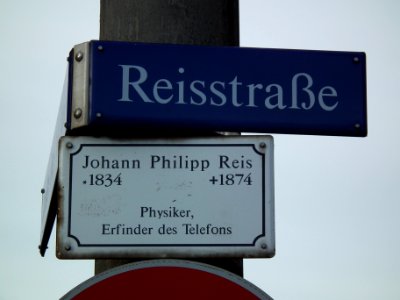 Reisstraße
Johann Philipp Reis
*1834 +1874
Physiker,
Erfinder des Telefons